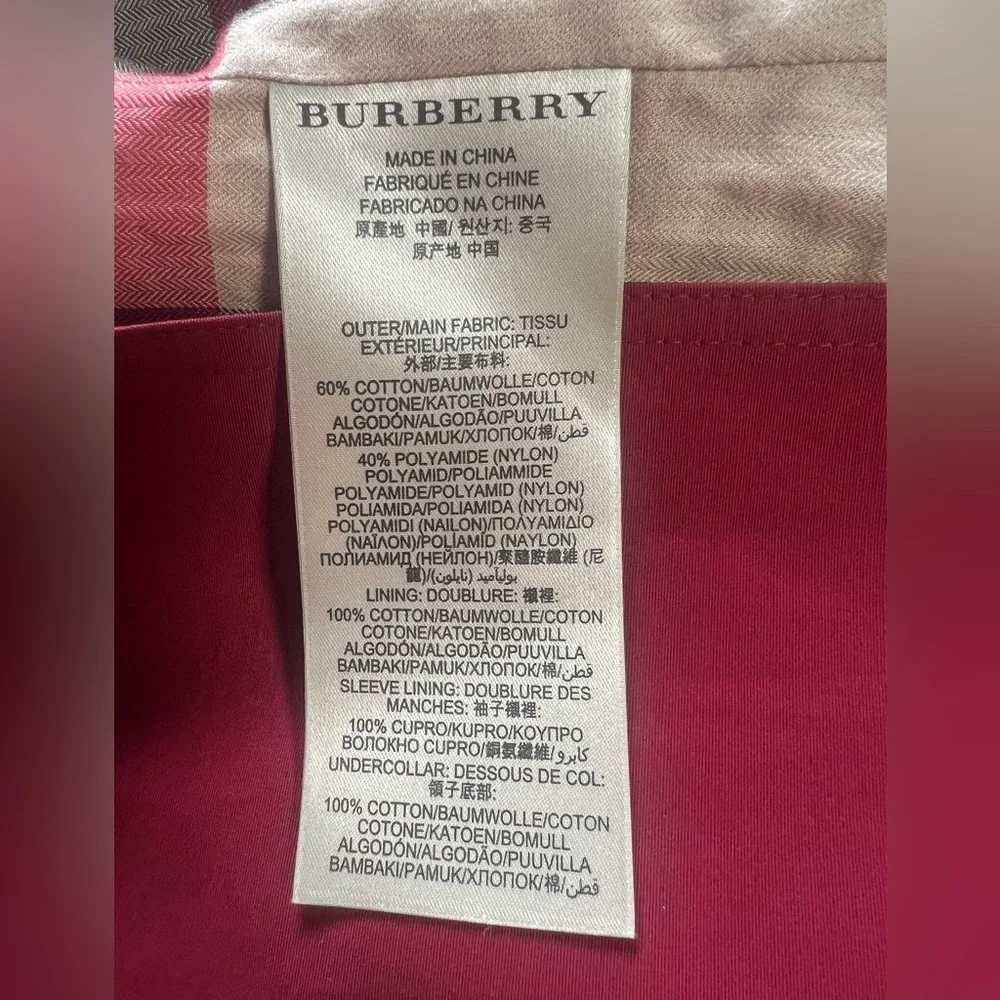 BURBERRY
MADE IN CHINA
FABRIQUÉ EN CHINE
FABRICADO NA CHINA
原產地 中國/ 원산지: 중국
原产地 中国
OUTER/MAIN FABRIC: TISSU
EXTÉRIEUR/PRINCIPAL:
外部/主要布料:
60% COTTON/BAUMWOLLE/COTON
COTONE/KATOEN/BOMULL
ALGODÓN/ALGODÃO/PUUVILLA
BAMBAKI/PAMUK/ХЛОПОК/棉/قطن
40% POLYAMIDE (NYLON)
POLYAMID/POLIAMMIDE
POLYAMIDE/POLYAMID (NYLON)
POLIAMIDA/POLIAMIDA (NYLON)
POLYAMIDI (NAILON)/ΠΟΛΥΑΜΙΔΙΟ
(ΝΑΪΛΟΝ)/POLİAMİD (NAYLON)
ПОЛИАМИД (НЕЙЛОН)/聚醯胺纖維 (尼
龍)/بولیآمید (نایلون)
LINING: DOUBLURE: 襯裡:
100% COTTON/BAUMWOLLE/COTON
COTONE/KATOEN/BOMULL
ALGODÓN/ALGODÃO/PUUVILLA
BAMBAKI/PAMUK/ХЛОПОК/棉/قطن
SLEEVE LINING: DOUBLURE DES
MANCHES: 袖子襯裡:
100% CUPRO/KUPRO/ΚΟΥΠΡΟ
ВОЛОКНО CUPRO/銅氨纖維/كابرو
UNDERCOLLAR: DESSOUS DE COL:
領子底部:
100% COTTON/BAUMWOLLE/COTON
COTONE/KATOEN/BOMULL
ALGODÓN/ALGODÃO/PUUVILLA
BAMBAKI/PAMUK/ХЛОПОК/棉/قطن